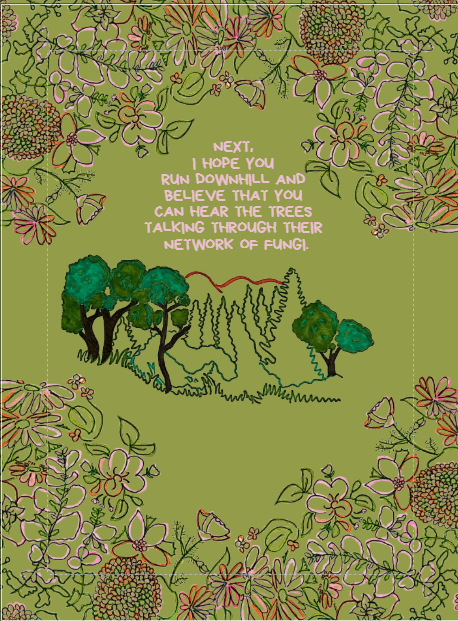 NEXT,
I HOPE YOU
RUN DOWNHILL AND
BELIEVE THAT YOU
CAN HEAR THE TREES
TALKING THROUGH THEIR
NETWORK OF FUNGI.